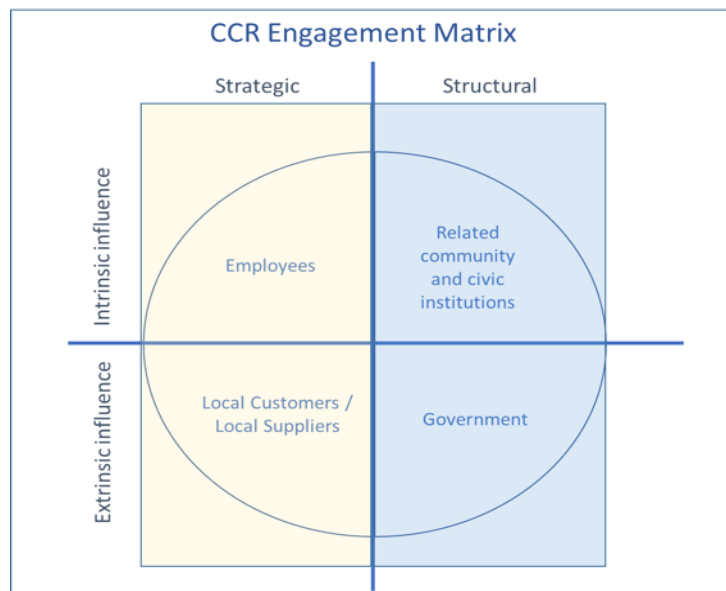 CCR Engagement Matrix
Strategic
Structural
Intrinsic influence
Employees
Related
community
and civic
institutions
Extrinsic influence
Local Customers /
Local Suppliers
Government